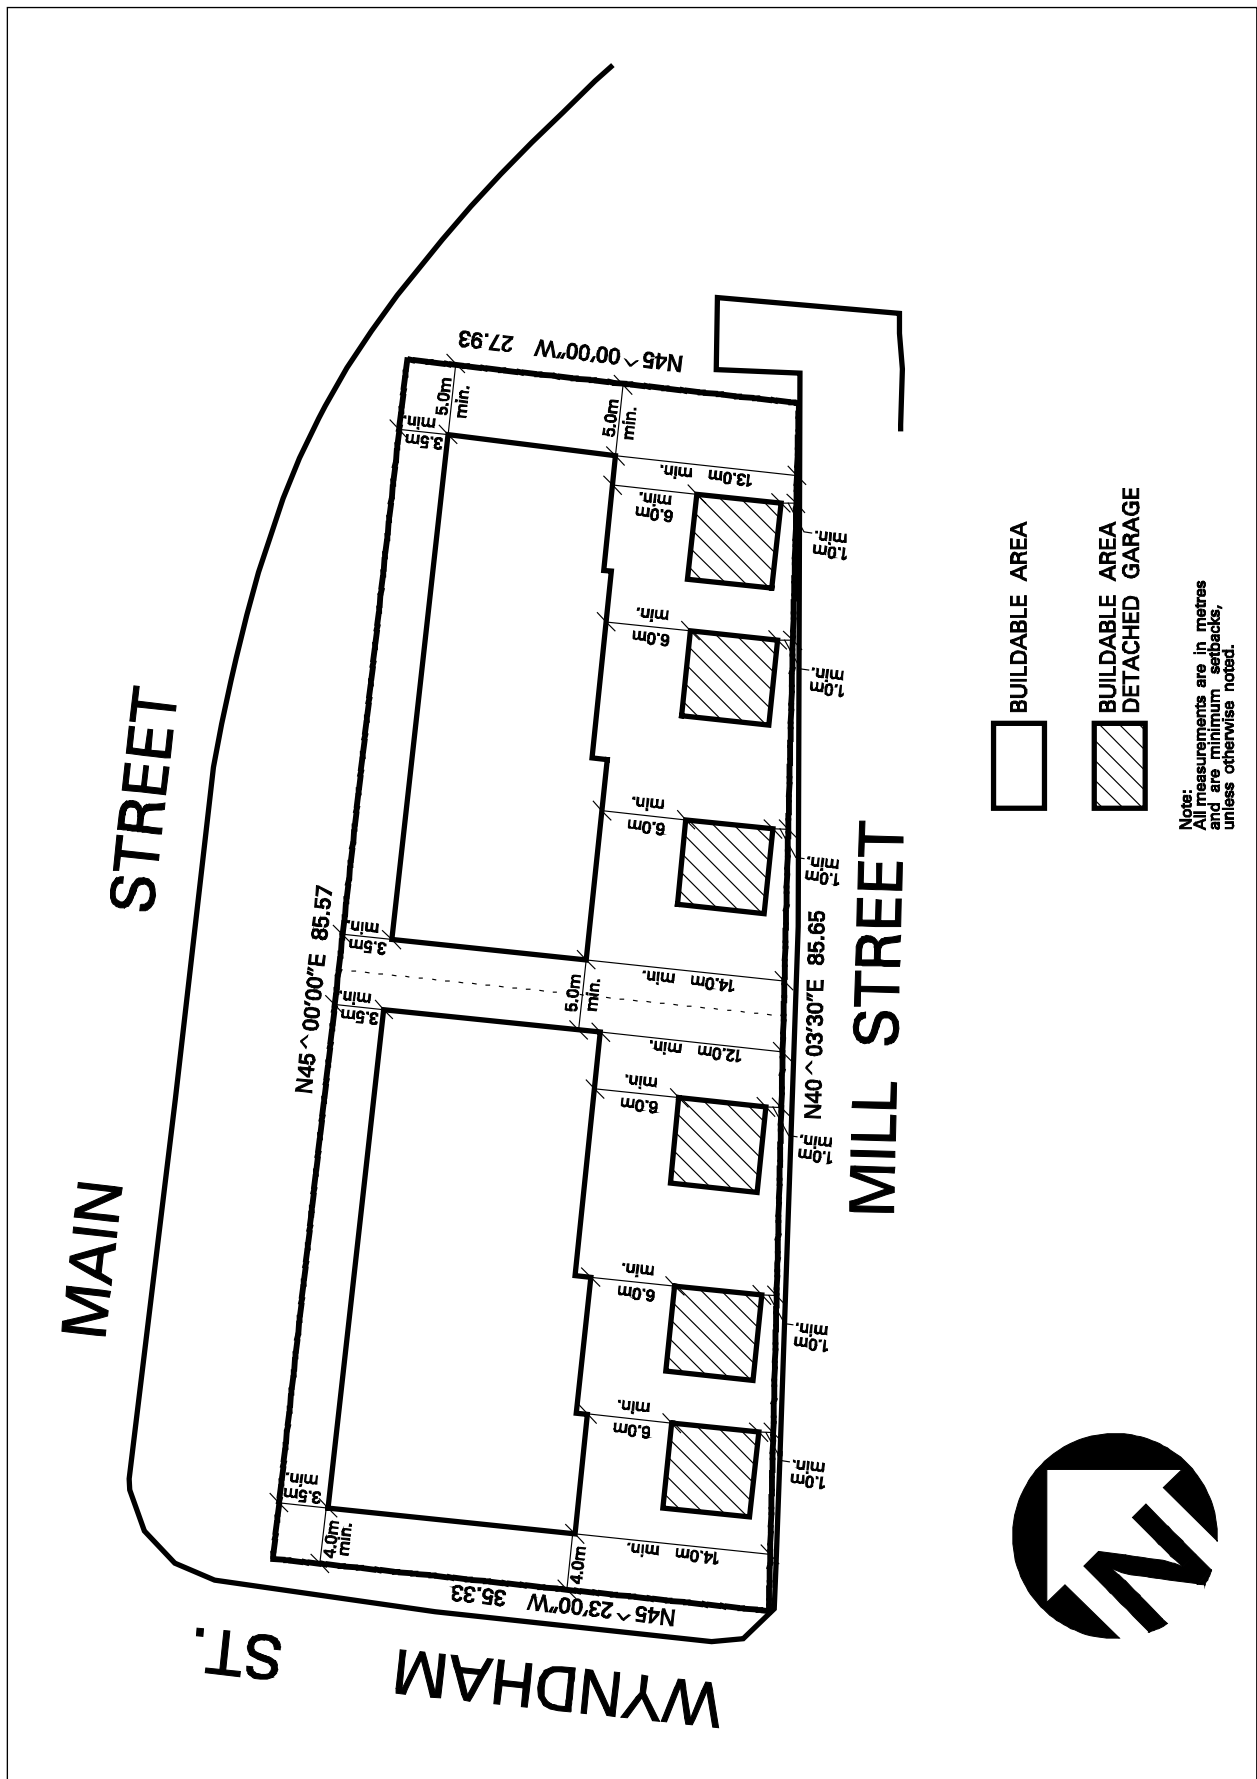 MAIN
STREET
N45^00'00"E 85.57
N45^00'00"W 27.93
3.5m
min.
5.0m
min.
5.0m
min.
13.0m min.
6.0m
min.
1.0m
min.
6.0m
min.
1.0m
min.
6.0m
min.
1.0m
min.
3.5m
min.
14.0m min.
5.0m
min.
3.5m
min.
12.0m min.
6.0m
min.
1.0m
min.
6.0m
min.
1.0m
min.
6.0m
min.
1.0m
min.
3.5m
min.
4.0m
min.
4.0m
14.0m min.
N45^23'00"W 35.33
N40^03'30"E 85.65
MILL STREET
WYNDHAM
ST.
BUILDABLE AREA
BUILDABLE AREA
DETACHED GARAGE
Note:
All measurements are in metres
and are minimum setbacks,
unless otherwise noted.
N